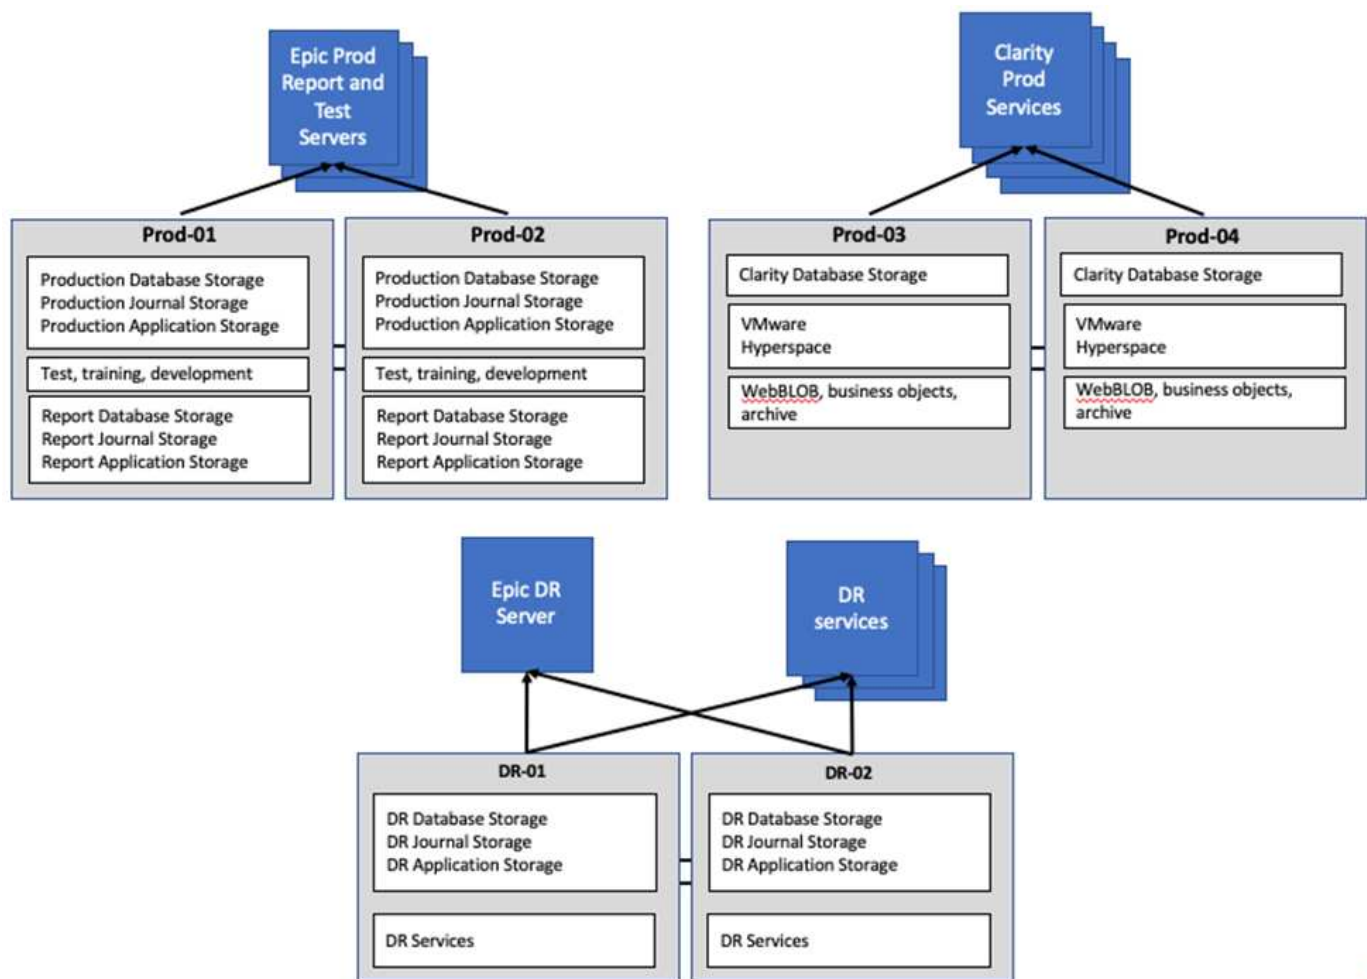 Epic Prod
Report and
Test
Servers
Clarity
Prod
Services
Prod-01
Production Database Storage
Production Journal Storage
Production Application Storage
Test, training, development
Report Database Storage
Report Journal Storage
Report Application Storage
Prod-02
Production Database Storage
Production Journal Storage
Production Application Storage
Test, training, development
Report Database Storage
Report Journal Storage
Report Application Storage
Prod-03
Clarity Database Storage
VMware
Hyperspace
WebBLOB, business objects,
archive
Prod-04
Clarity Database Storage
VMware
Hyperspace
WebBLOB, business objects,
archive
Epic DR
Server
DR
services
DR-01
DR Database Storage
DR Journal Storage
DR Application Storage
DR Services
DR-02
DR Database Storage
DR Journal Storage
DR Application Storage
DR Services